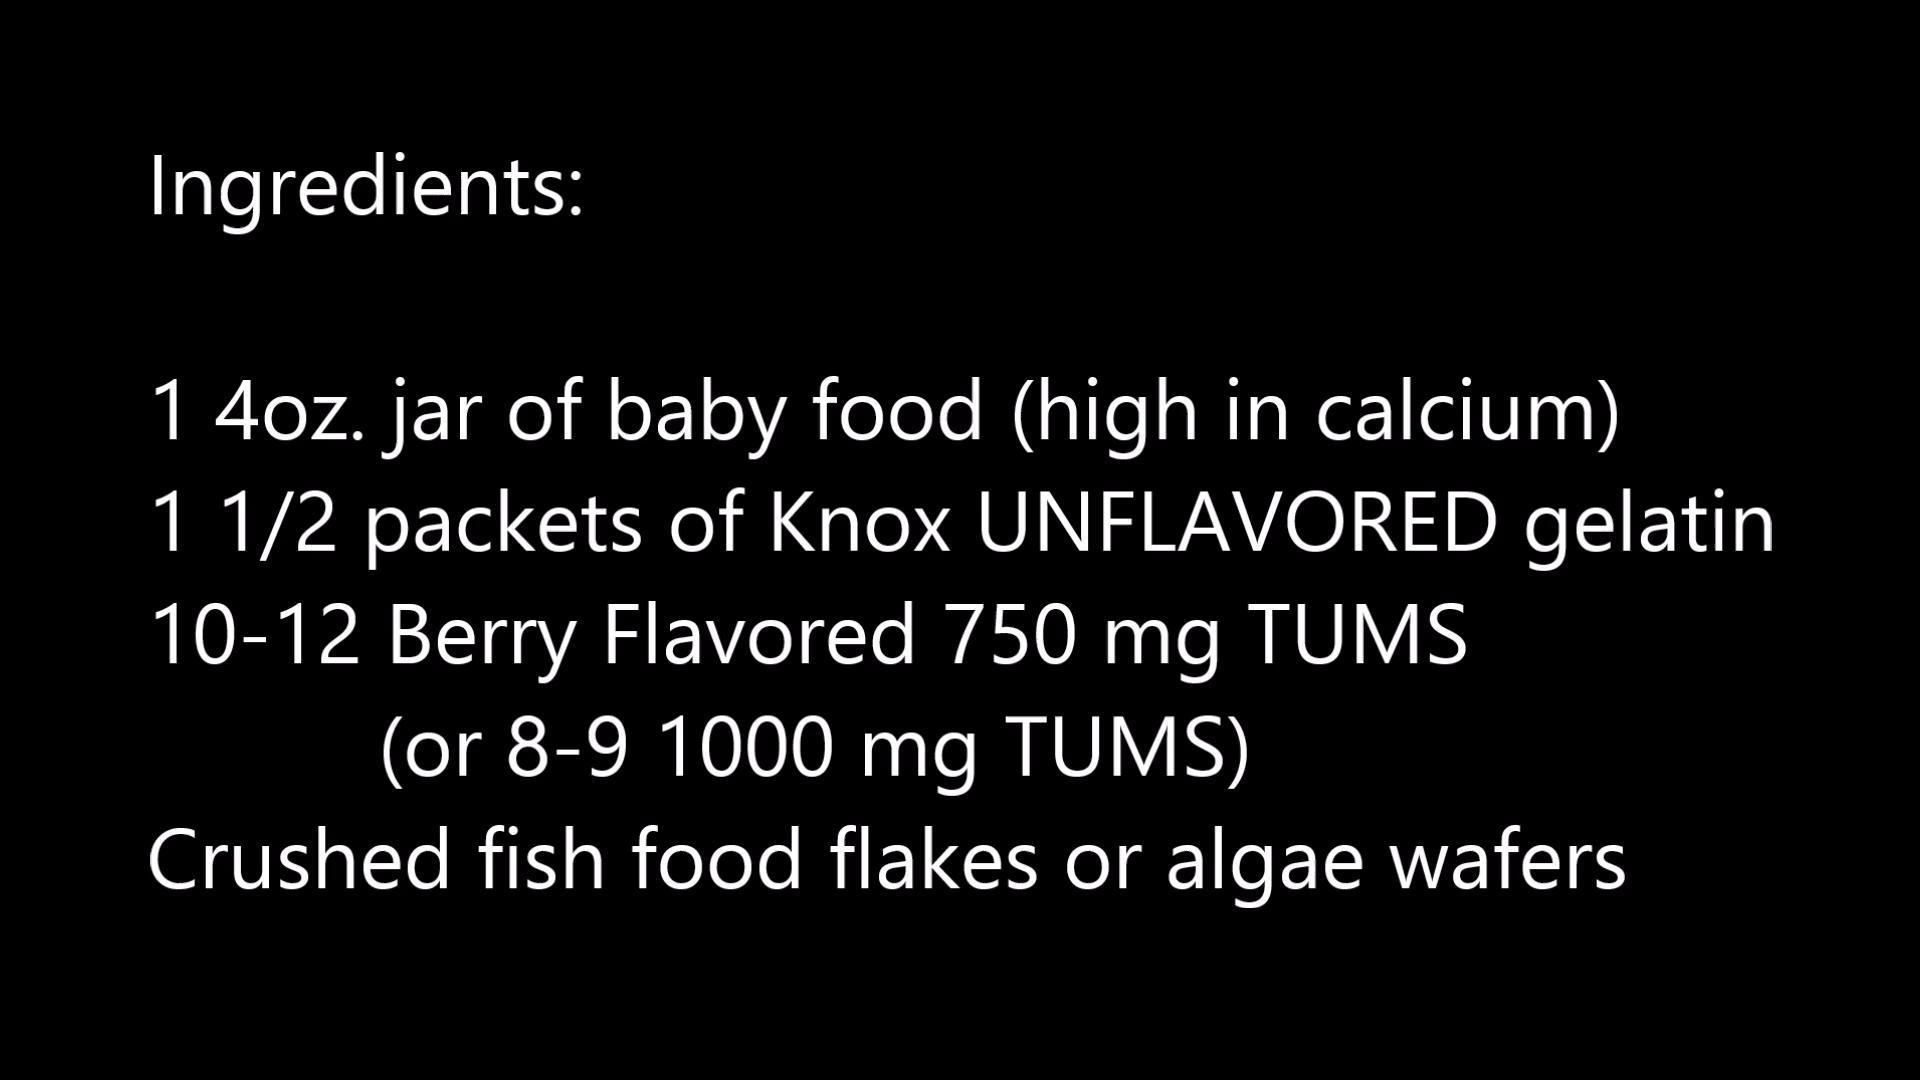 Ingredients:
1 4oz. jar of baby food (high in calcium)
1 1/2 packets of Knox UNFLAVORED gelatin
10-12 Berry Flavored 750 mg TUMS
(or 8-9 1000 mg TUMS)
Crushed fish food flakes or algae wafers